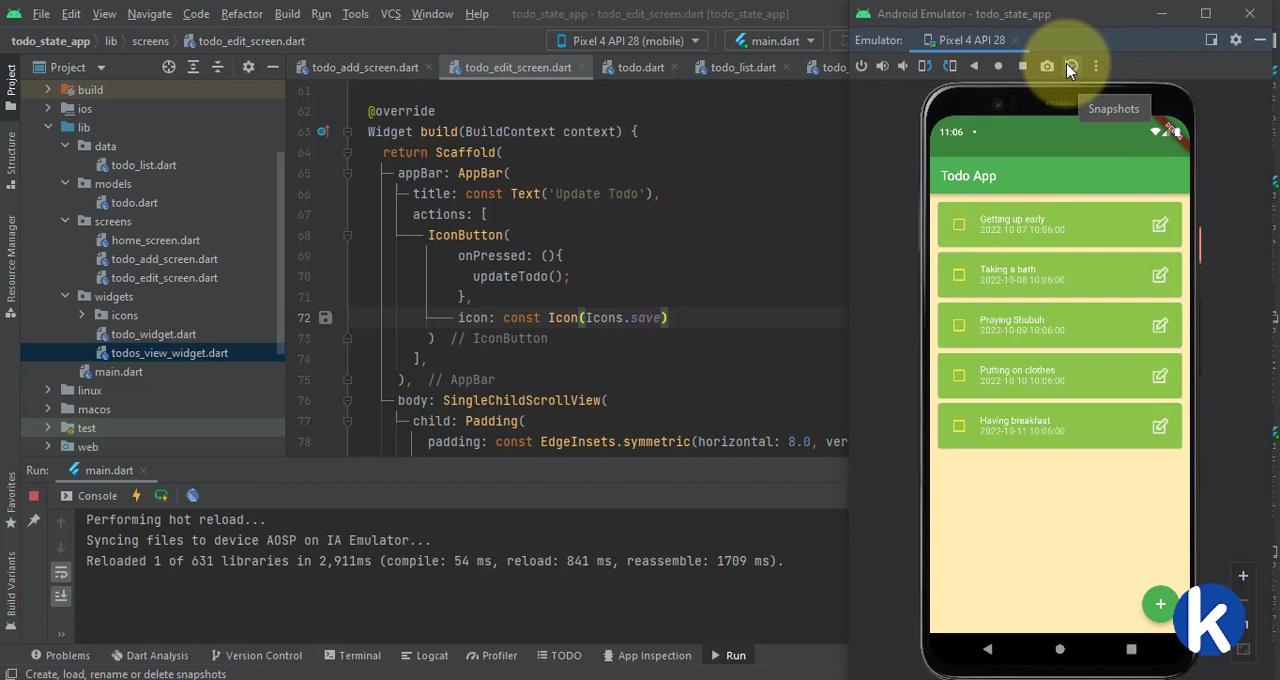 File Edit View Navigate Code Refactor Build Run Tools VCS Window Help todo_state_app - todo_edit_screen.dart [todo_state_app]
Android Emulator - todo_state_app
todo_state_app lib screens todo_edit_screen.dart Pixel 4 API 28 (mobile) main.dart
Emulator: Pixel 4 API 28
Project
todo_add_screen.dart todo_edit_screen.dart todo.dart todo_list.dart todo
Snapshots
Project
Structure
Resource Manager
Favorites
Build Variants
build
ios
lib
data
todo_list.dart
models
todo.dart
screens
home_screen.dart
todo_add_screen.dart
todo_edit_screen.dart
widgets
icons
todo_widget.dart
todos_view_widget.dart
main.dart
linux
macos
test
web
61
62 @override
63 Widget build(BuildContext context) {
64 return Scaffold(
65 appBar: AppBar(
66 title: const Text('Update Todo'),
67 actions: [
68 IconButton(
69 onPressed: (){
70 updateTodo();
71 },
72 icon: const Icon(Icons.save)
73 ) // IconButton
74 ],
75 ), // AppBar
76 body: SingleChildScrollView(
77 child: Padding(
78 padding: const EdgeInsets.symmetric(horizontal: 8.0, ver
11:06
DEBUG
Todo App
Getting up early
2022-10-07 10:06:00
Taking a bath
2022-10-08 10:06:00
Praying Shubuh
2022-10-09 10:06:00
Putting on clothes
2022-10-10 10:06:00
Having breakfast
2022-10-11 10:06:00
k
Run: main.dart
Console
Performing hot reload...
Syncing files to device AOSP on IA Emulator...
Reloaded 1 of 631 libraries in 2,911ms (compile: 54 ms, reload: 841 ms, reassemble: 1709 ms).
Problems Dart Analysis Version Control Terminal Logcat Profiler TODO App Inspection Run
Create, load, rename or delete snapshots